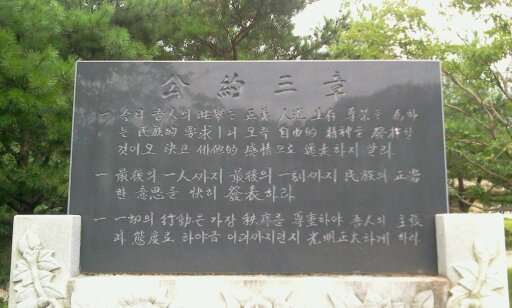 公約三章
一 今日 吾人의 此擧는 正義 人道 生存 尊榮을 爲하
는 民族的 要求ㅣ니 오즉 自由的 精神을 發揮할
것이오 決코 排他的 感情으로 逸走하지 말라
一 最後의 一人까지 最後의 一刻까지 民族의 正當
한 意思를 快히 發表하라
一 一切의 行動은 가장 秩序를 尊重하야 吾人의 主張
과 態度로 하야금 어데까지던지 光明正大하게 하라